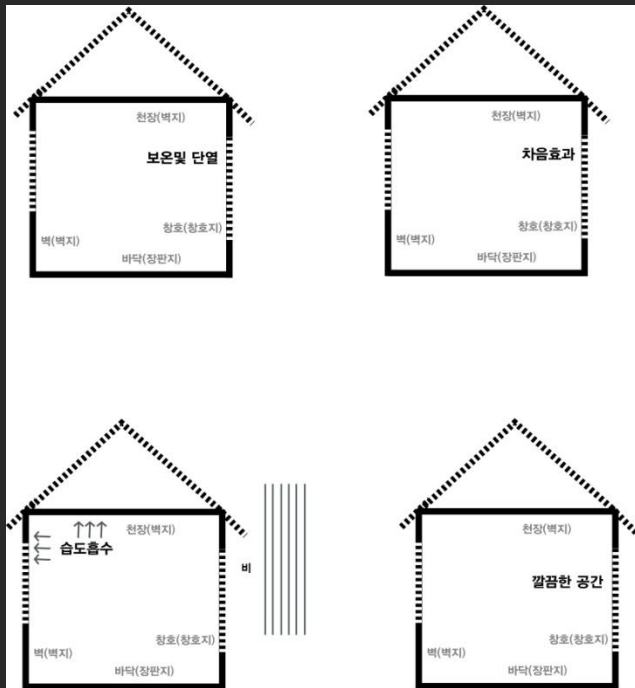 천장(벽지)
보온및 단열
창호(창호지)
벽(벽지)
바닥(장판지)
천장(벽지)
차음효과
창호(창호지)
벽(벽지)
바닥(장판지)
천장(벽지)
습도흡수
비
창호(창호지)
벽(벽지)
바닥(장판지)
천장(벽지)
깔끔한 공간
창호(창호지)
벽(벽지)
바닥(장판지)